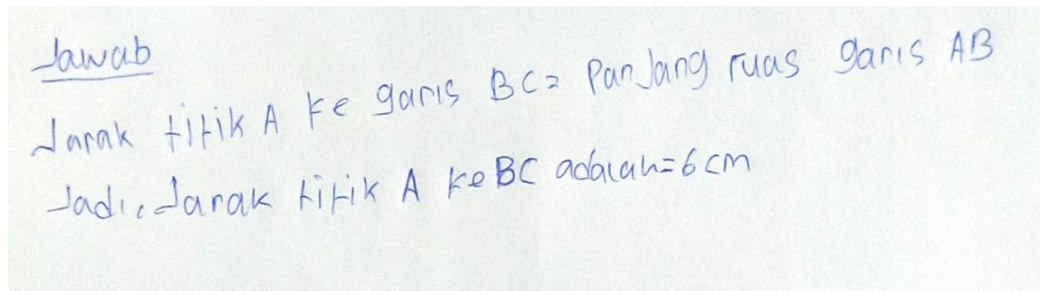 Jawab
Jarak titik A ke garis BC = Panjang ruas garis AB
Jadi, Jarak titik A ke BC adalah = 6 cm